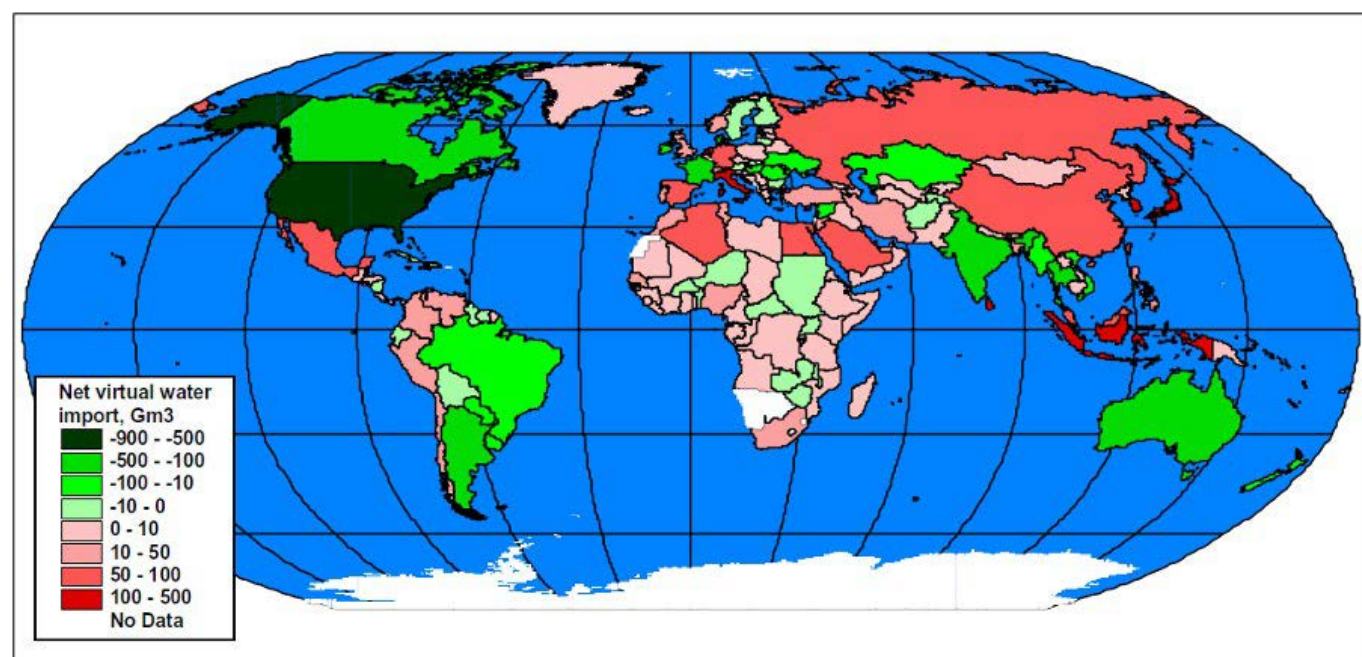 Net virtual water
import, Gm3
-900 - -500
-500 - -100
-100 - -10
-10 - 0
0 - 10
10 - 50
50 - 100
100 - 500
No Data